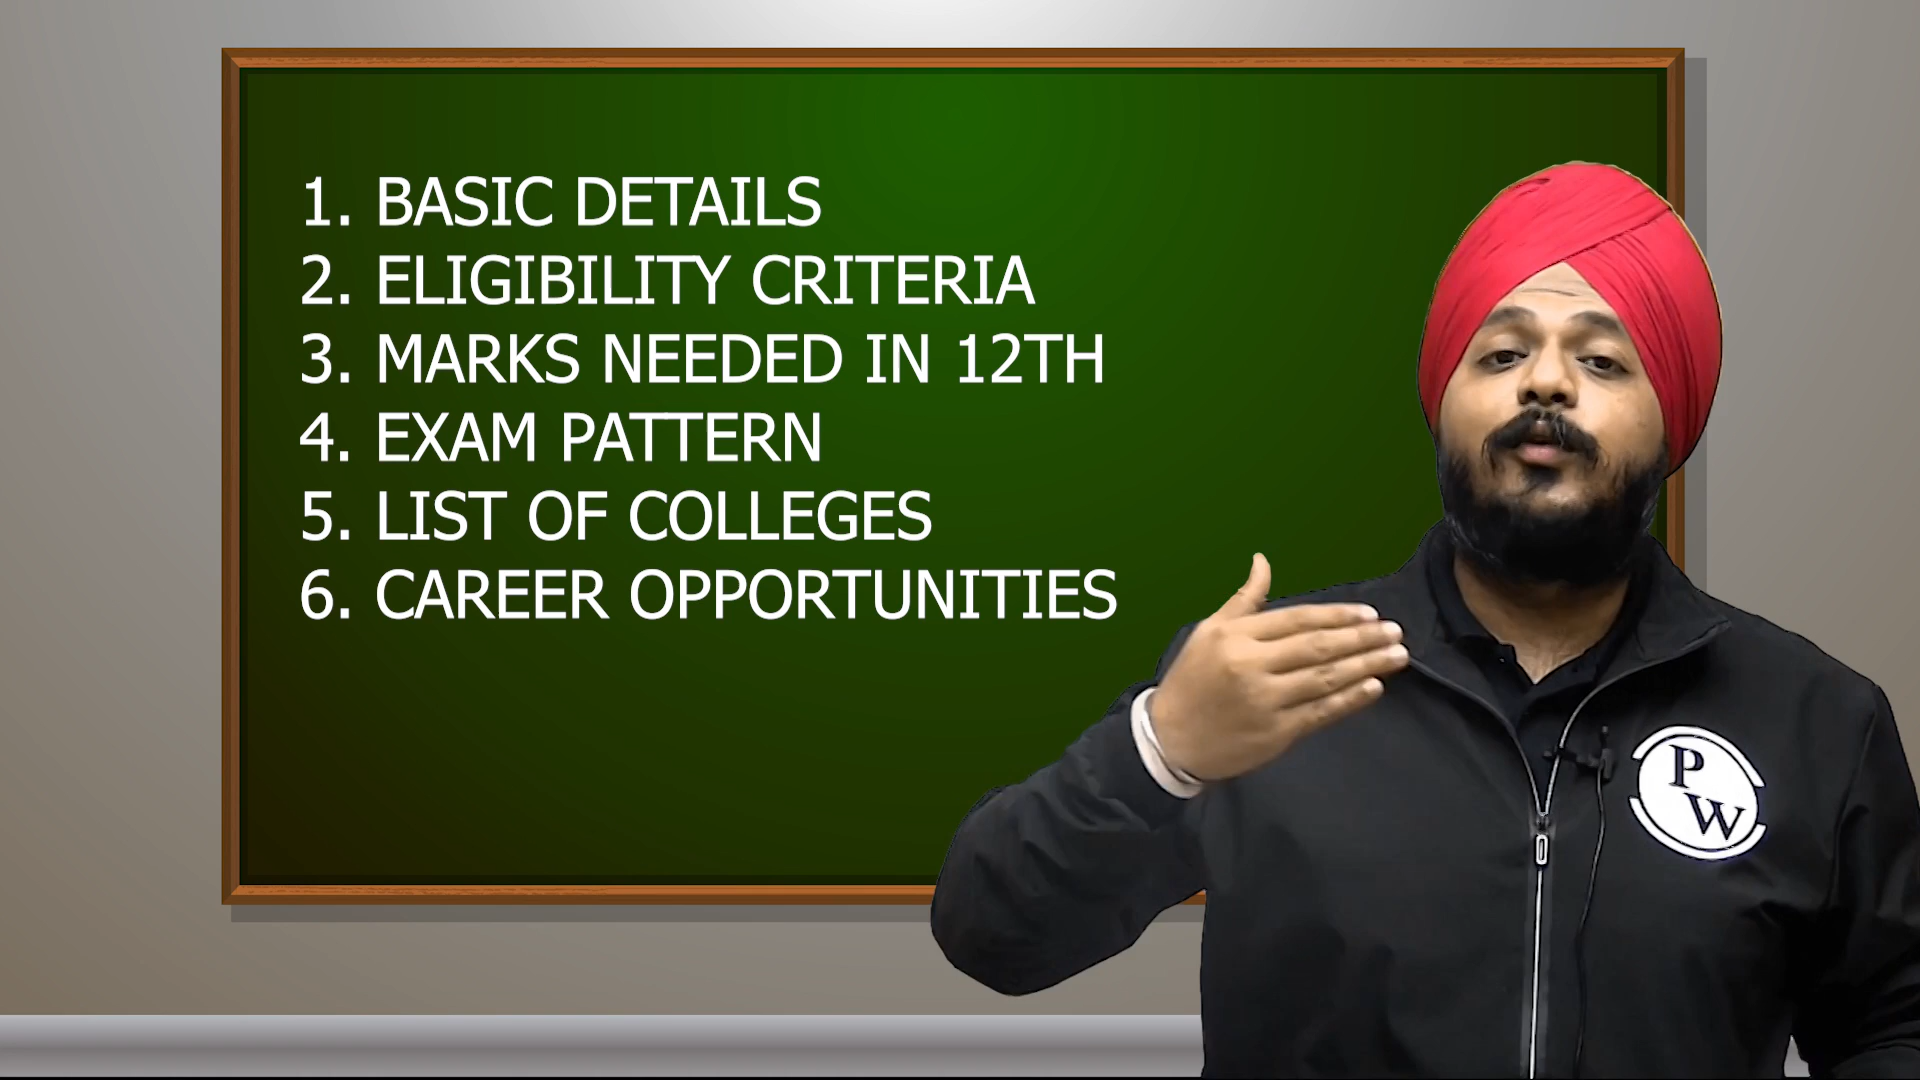 1. BASIC DETAILS
2. ELIGIBILITY CRITERIA
3. MARKS NEEDED IN 12TH
4. EXAM PATTERN
5. LIST OF COLLEGES
6. CAREER OPPORTUNITIES
P
W